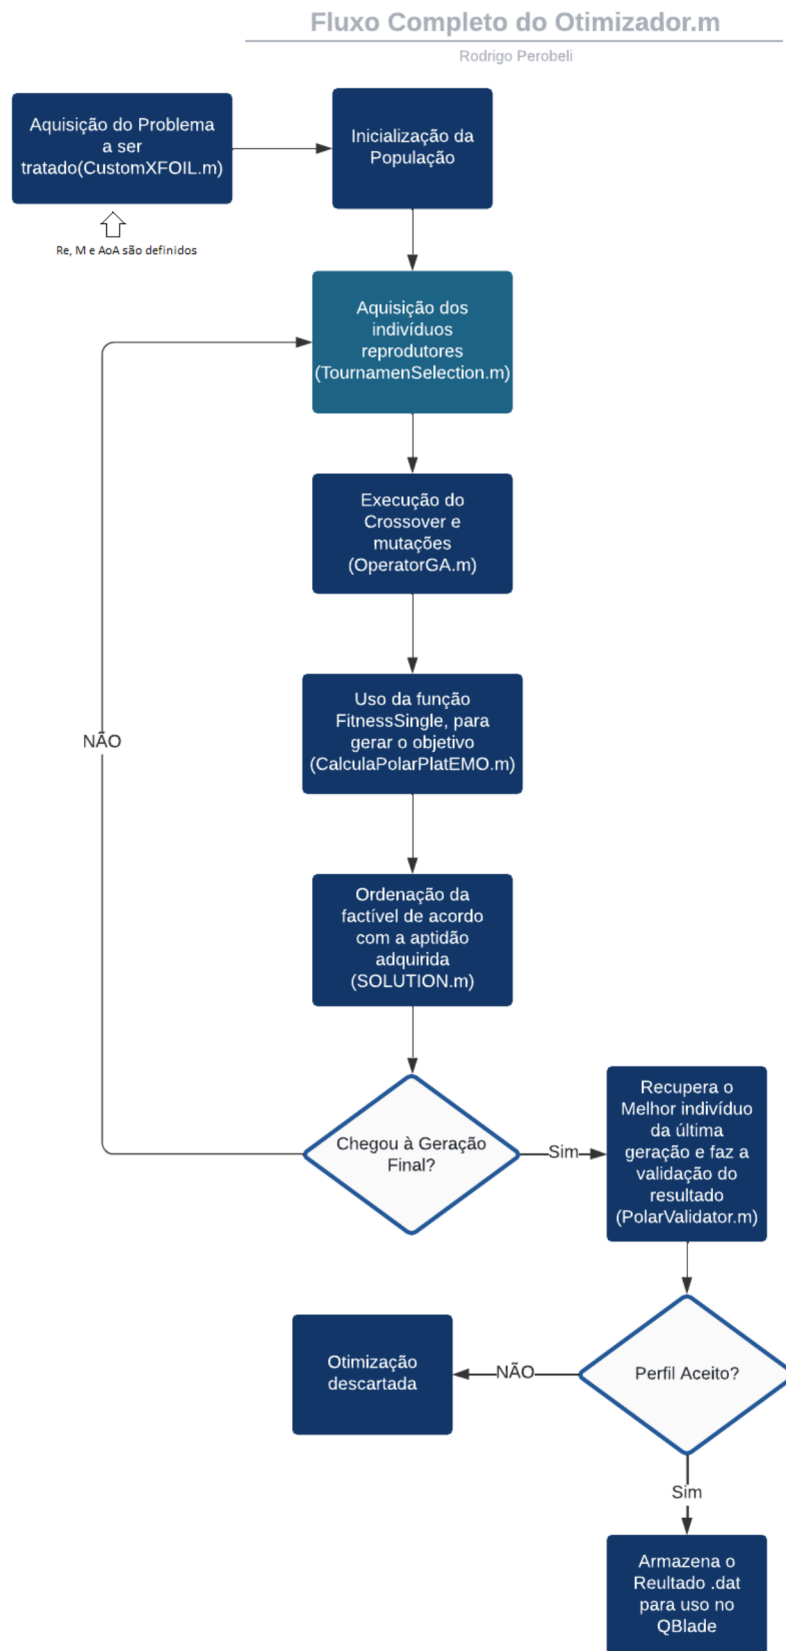 Fluxo Completo do Otimizador.m
Rodrigo Perobeli
Aquisição do Problema
a ser
tratado(CustomXFOIL.m)
Inicialização da
População
Re, M e AoA são definidos
Aquisição dos
indivíduos
reprodutores
(TournamenSelection.m)
Execução do
Crossover e
mutações
(OperatorGA.m)
Uso da função
FitnessSingle, para
gerar o objetivo
(CalculaPolarPlatEMO.m)
NÃO
Ordenação da
factível de acordo
com a aptidão
adquirida
(SOLUTION.m)
Chegou à Geração
Final?
Sim
Recupera o
Melhor indivíduo
da última
geração e faz a
validação do
resultado
(PolarValidator.m)
Perfil Aceito?
NÃO
Otimização
descartada
Sim
Armazena o
Reultado .dat
para uso no
QBlade